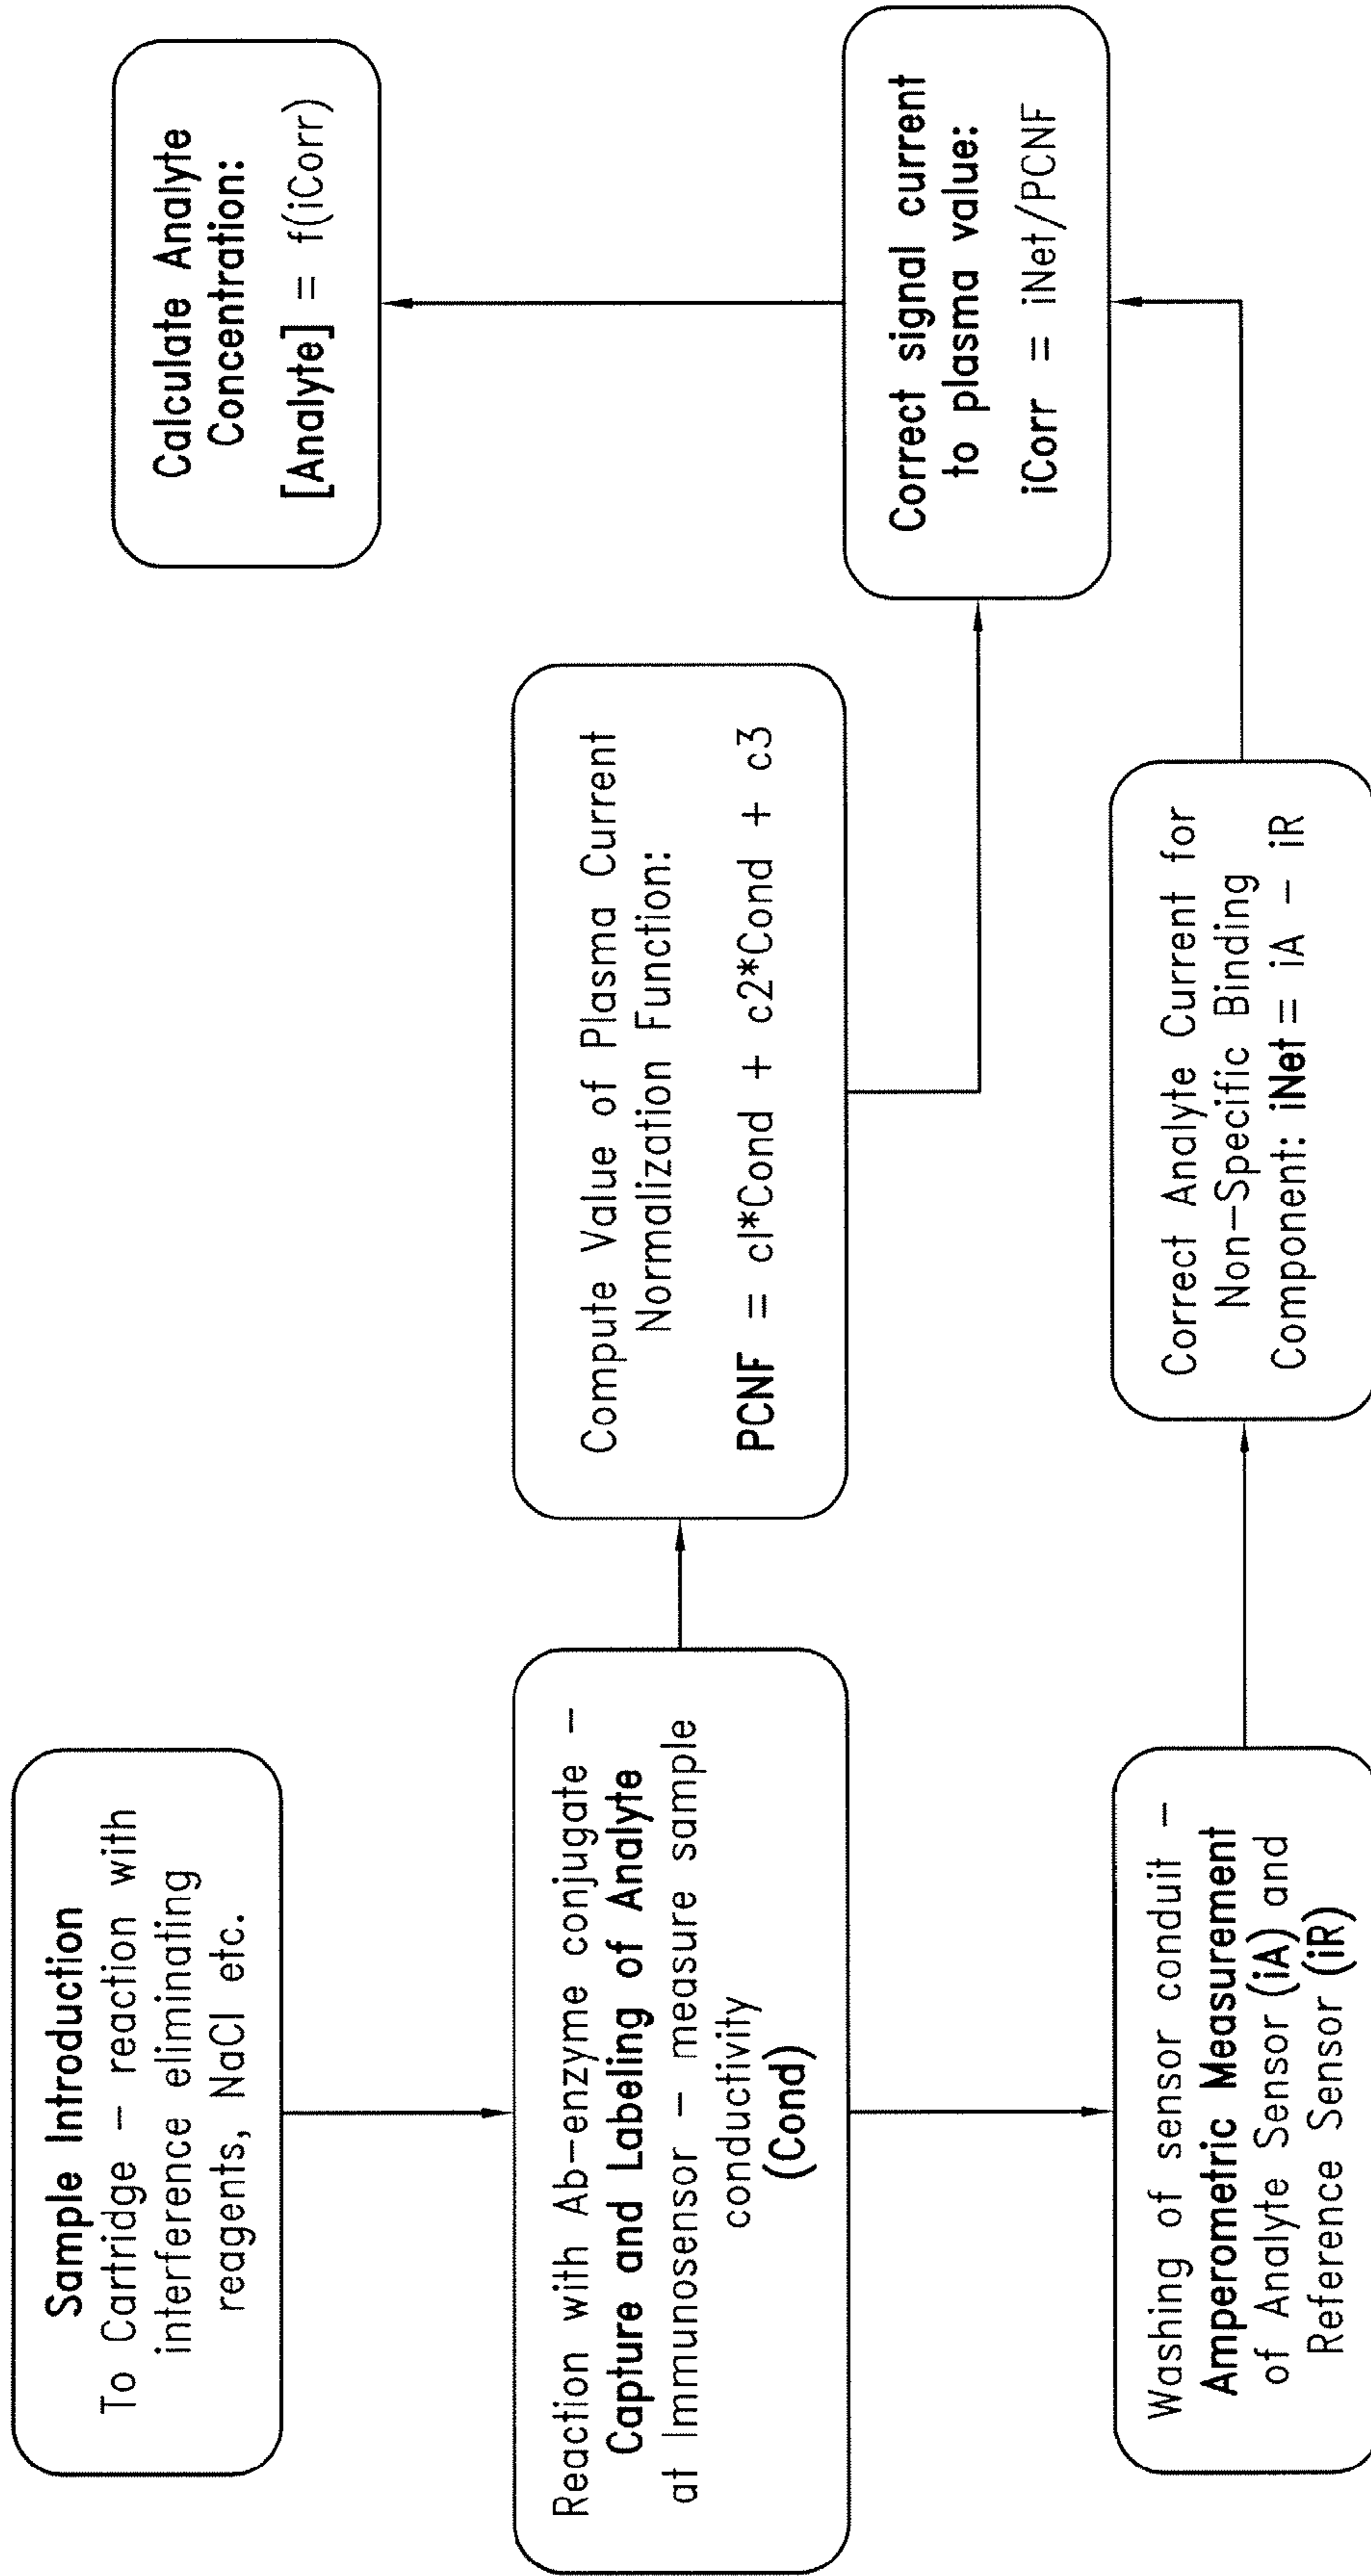 Sample Introduction
To Cartridge – reaction with
interference eliminating
reagents, NaCl etc.
Reaction with Ab-enzyme conjugate –
Capture and Labeling of Analyte
at Immunosensor – measure sample
conductivity
(Cond)
Washing of sensor conduit –
Amperometric Measurement
of Analyte Sensor (iA) and
Reference Sensor (iR)
Compute Value of Plasma Current
Normalization Function:
PCNF = cl*Cond + c2*Cond + c3
Correct Analyte Current for
Non-Specific Binding
Component: iNet = iA – iR
Correct signal current
to plasma value:
iCorr = iNet/PCNF
Calculate Analyte
Concentration:
[Analyte] = f(iCorr)